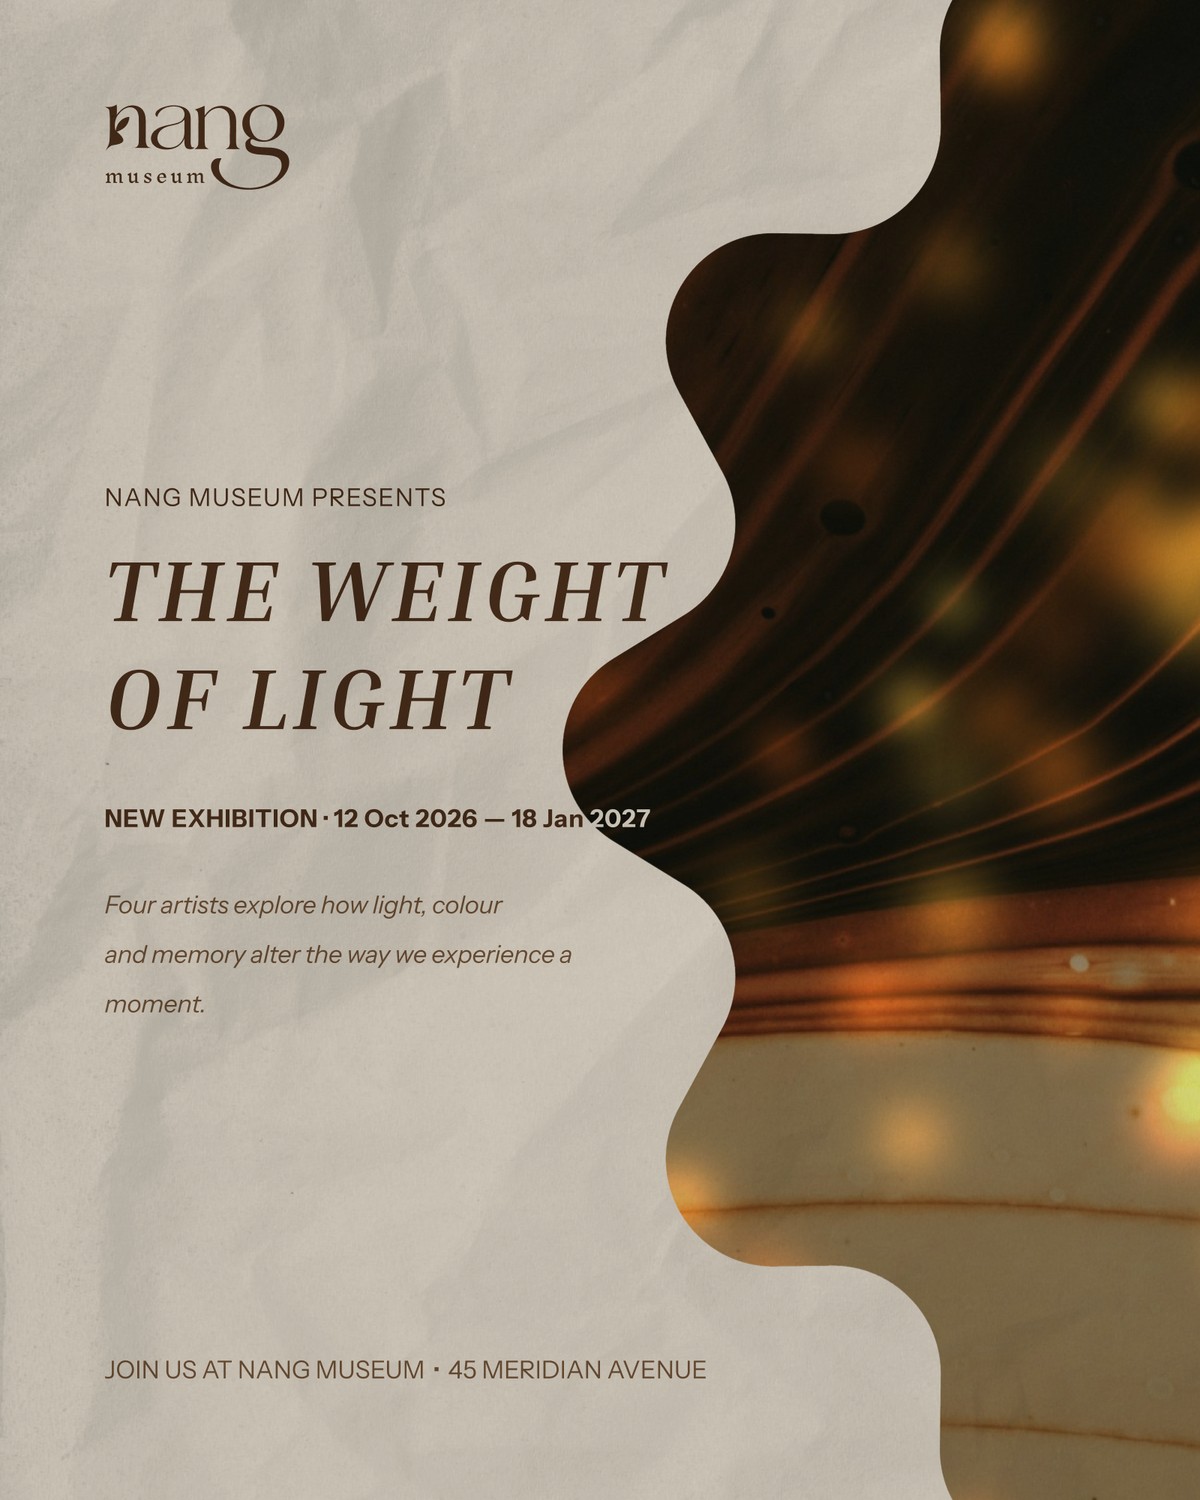 nang
museum
NANG MUSEUM PRESENTS
THE WEIGHT
OF LIGHT
NEW EXHIBITION · 12 Oct 2026 — 18 Jan 2027
Four artists explore how light, colour
and memory alter the way we experience a
moment.
JOIN US AT NANG MUSEUM · 45 MERIDIAN AVENUE